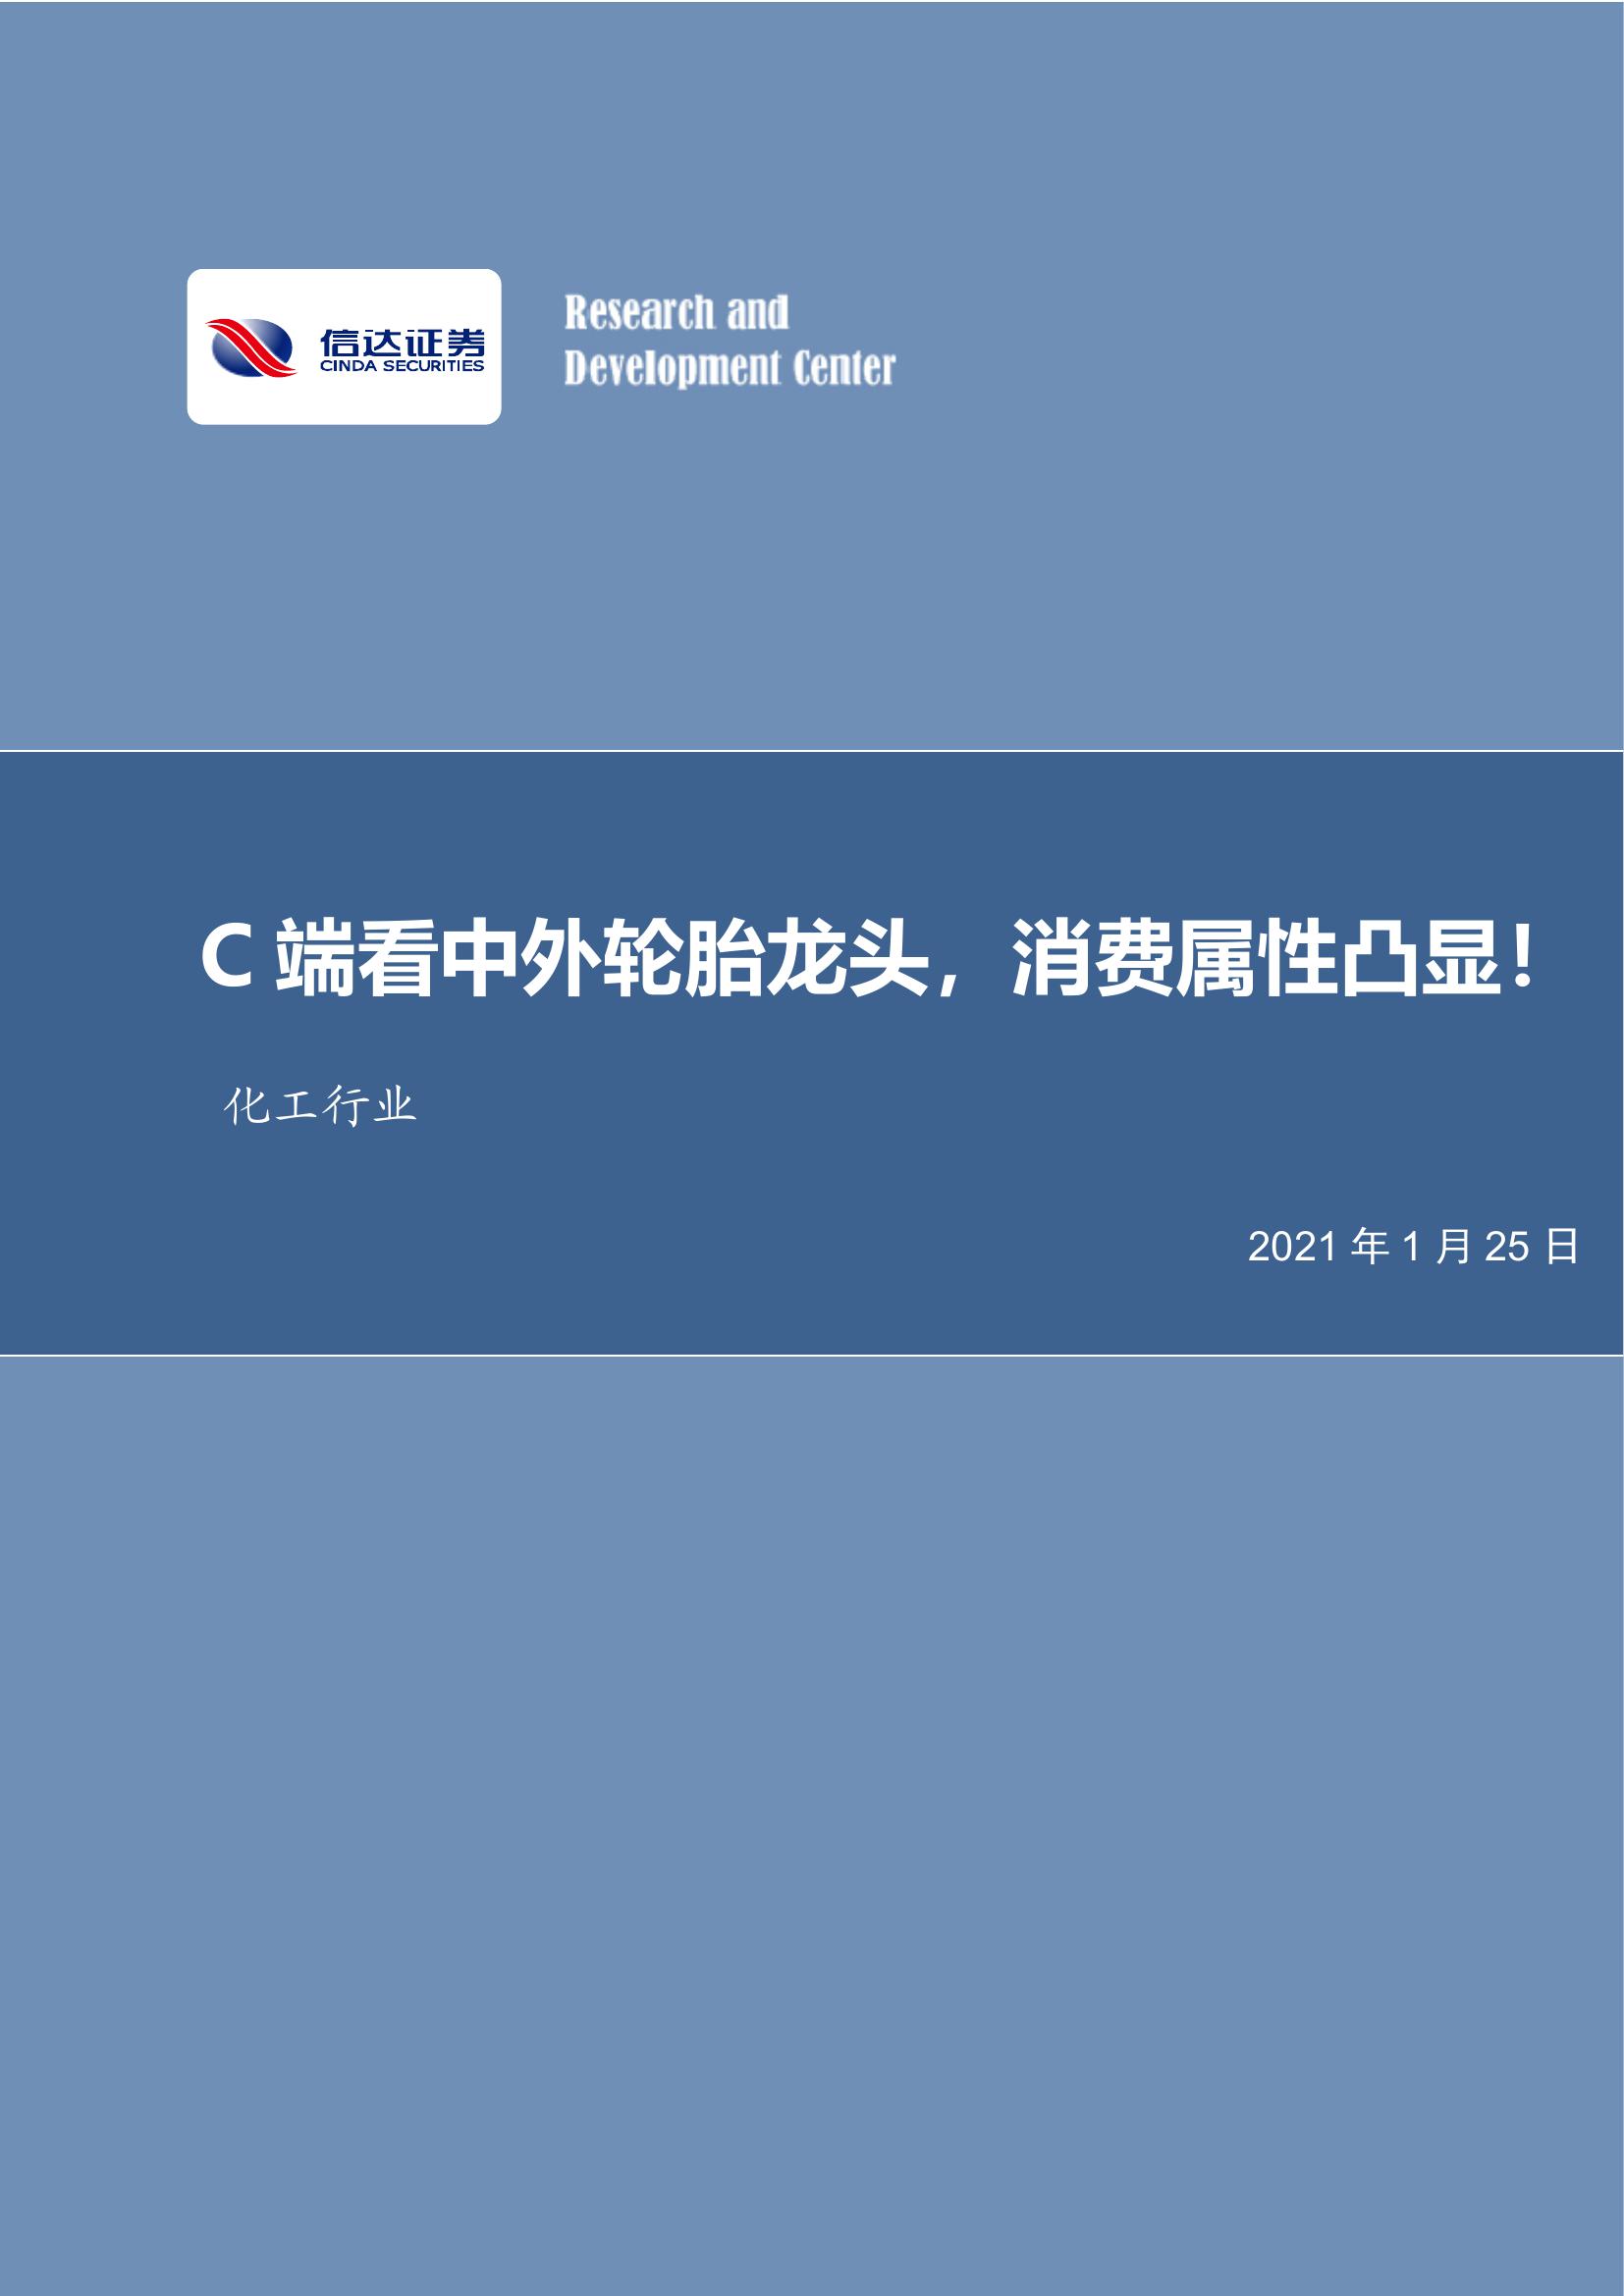 信达证券
CINDA SECURITIES
Research and
Development Center
C 端看中外轮胎龙头，消费属性凸显！
化工行业
2021 年 1 月 25 日